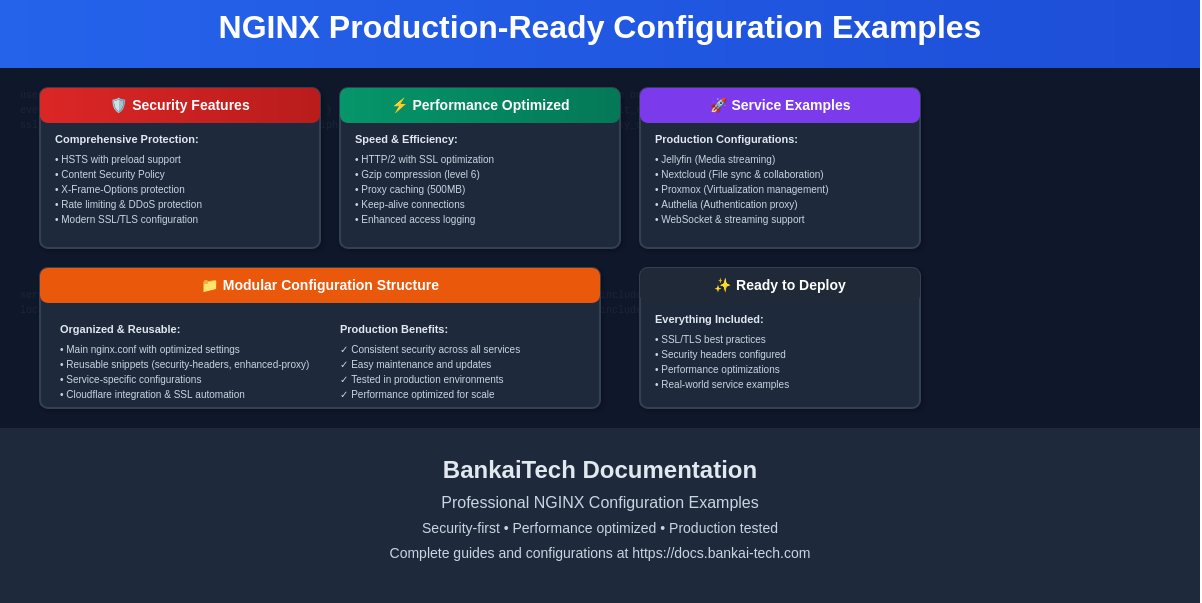 NGINX Production-Ready Configuration Examples
🛡️ Security Features
Comprehensive Protection:
• HSTS with preload support
• Content Security Policy
• X-Frame-Options protection
• Rate limiting & DDoS protection
• Modern SSL/TLS configuration
⚡ Performance Optimized
Speed & Efficiency:
• HTTP/2 with SSL optimization
• Gzip compression (level 6)
• Proxy caching (500MB)
• Keep-alive connections
• Enhanced access logging
🚀 Service Examples
Production Configurations:
• Jellyfin (Media streaming)
• Nextcloud (File sync & collaboration)
• Proxmox (Virtualization management)
• Authelia (Authentication proxy)
• WebSocket & streaming support
📁 Modular Configuration Structure
Organized & Reusable:
• Main nginx.conf with optimized settings
• Reusable snippets (security-headers, enhanced-proxy)
• Service-specific configurations
• Cloudflare integration & SSL automation
Production Benefits:
✓ Consistent security across all services
✓ Easy maintenance and updates
✓ Tested in production environments
✓ Performance optimized for scale
✨ Ready to Deploy
Everything Included:
• SSL/TLS best practices
• Security headers configured
• Performance optimizations
• Real-world service examples
BankaiTech Documentation
Professional NGINX Configuration Examples
Security-first • Performance optimized • Production tested
Complete guides and configurations at https://docs.bankai-tech.com